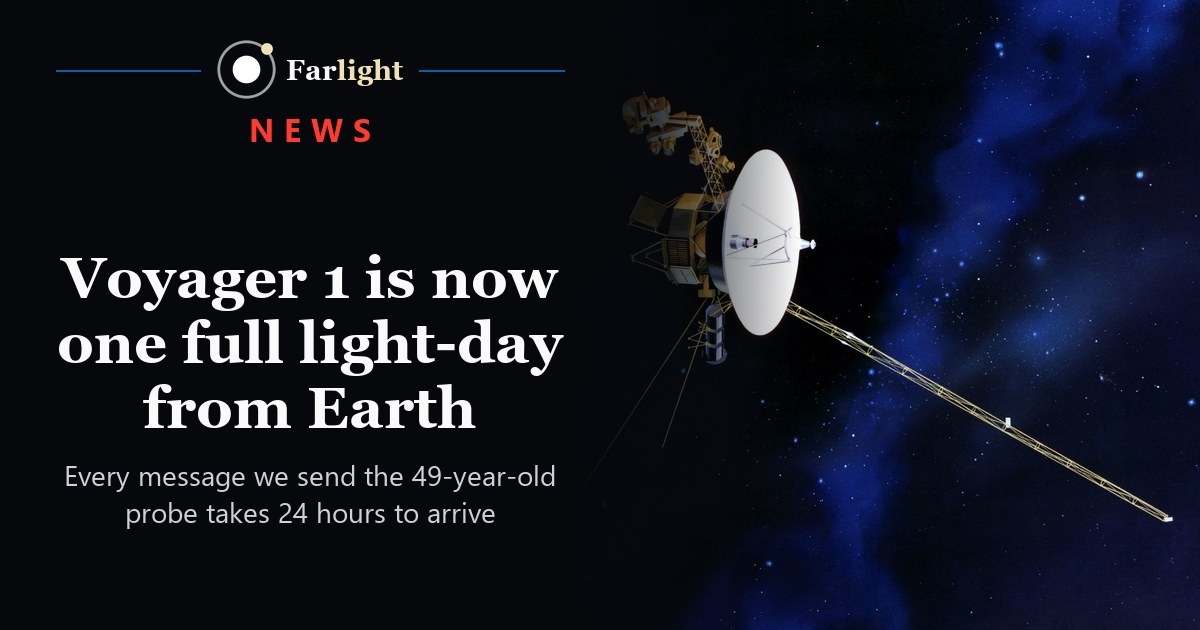 Farlight
NEWS
Voyager 1 is now
one full light-day
from Earth
Every message we send the 49-year-old
probe takes 24 hours to arrive